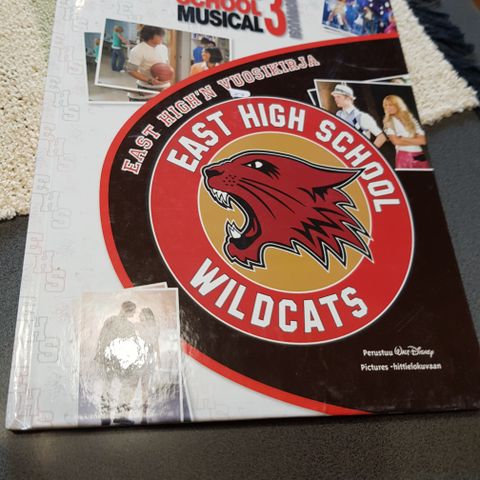 SCHOOL
MUSICAL 3
EAST HIGH'N VUOSIKIRJA
EAST HIGH SCHOOL
WILDCATS
Perustuu Walt Disney
Pictures -hittielokuvaan